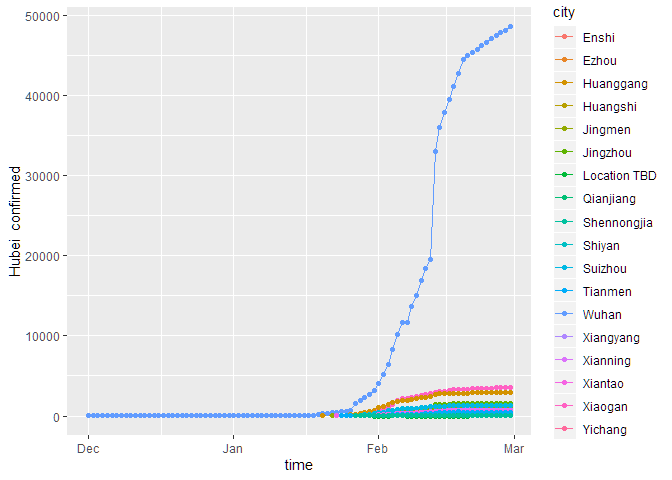 50000
40000
30000
20000
10000
0
Hubei confirmed
Dec
Jan
Feb
Mar
time
city
Enshi
Ezhou
Huanggang
Huangshi
Jingmen
Jingzhou
Location TBD
Qianjiang
Shennongjia
Shiyan
Suizhou
Tianmen
Wuhan
Xiangyang
Xianning
Xiantao
Xiaogan
Yichang